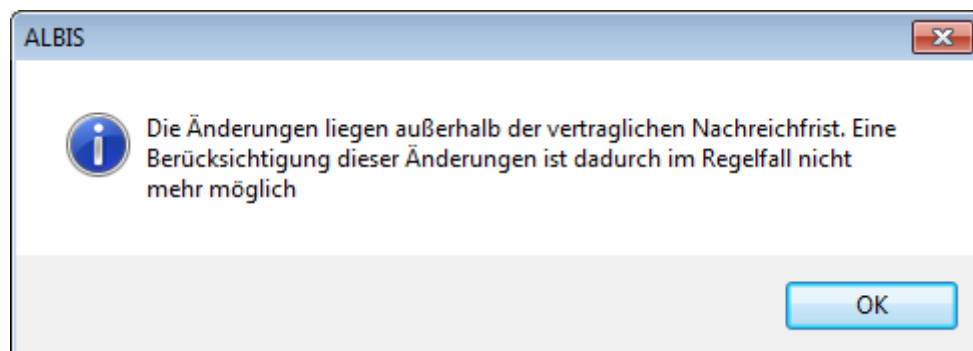 ALBIS
Die Änderungen liegen außerhalb der vertraglichen Nachreichfrist. Eine
Berücksichtigung dieser Änderungen ist dadurch im Regelfall nicht
mehr möglich
OK